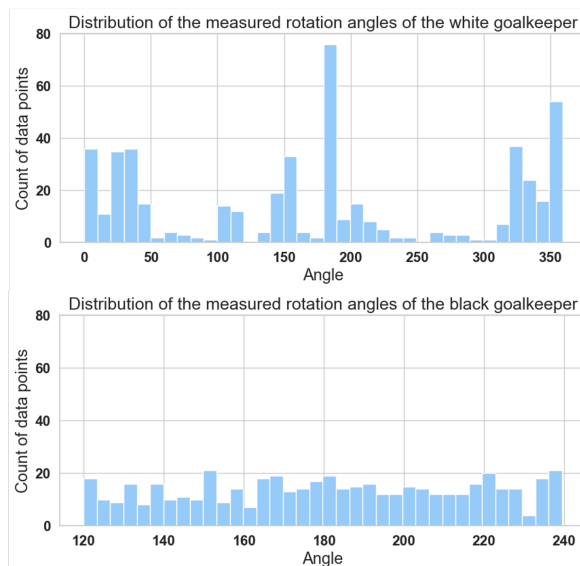 Distribution of the measured rotation angles of the white goalkeeper
Count of data points
80
60
40
20
0
0 50 100 150 200 250 300 350
Angle
Distribution of the measured rotation angles of the black goalkeeper
Count of data points
80
60
40
20
0
120 140 160 180 200 220 240
Angle